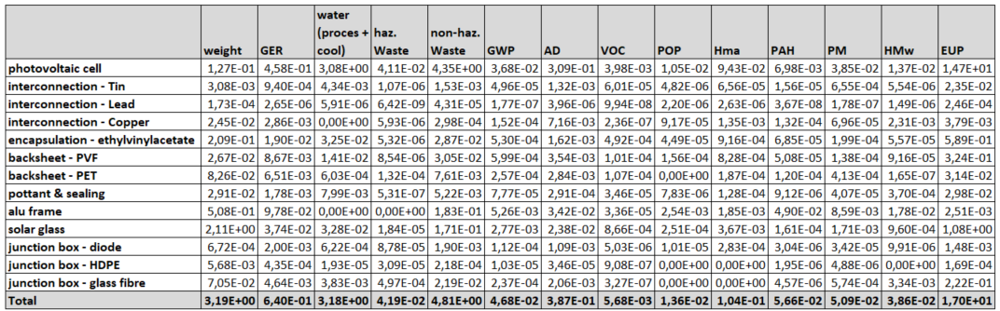 weight GER water (proces + cool) haz. Waste non-haz. Waste GWP AD VOC POP Hma PAH PM HMw EUP
photovoltaic cell 1,27E-01 4,58E-01 3,08E+00 4,11E-02 4,35E+00 3,68E-02 3,09E-01 3,98E-03 1,05E-02 9,43E-02 6,98E-03 3,85E-02 1,37E-02 1,47E+01
interconnection - Tin 3,08E-03 9,40E-04 4,34E-03 1,07E-06 1,53E-03 4,96E-05 1,32E-03 6,01E-05 4,82E-06 6,56E-05 1,56E-05 6,55E-04 5,54E-06 2,35E-02
interconnection - Lead 1,73E-04 2,65E-06 5,91E-06 6,42E-09 4,31E-05 1,77E-07 3,96E-06 9,94E-08 2,20E-06 2,63E-06 3,67E-08 1,78E-07 1,49E-06 2,46E-04
interconnection - Copper 2,45E-02 2,86E-03 0,00E+00 5,93E-06 2,98E-04 1,52E-04 7,16E-03 2,36E-07 9,17E-05 1,35E-03 1,32E-04 6,96E-05 2,31E-03 3,79E-03
encapsulation - ethylvinylacetate 2,09E-01 1,90E-02 3,25E-02 5,32E-06 2,87E-02 5,30E-04 1,63E-03 4,92E-04 4,49E-05 9,16E-04 6,85E-05 1,99E-04 5,57E-05 5,89E-01
backsheet - PVF 2,67E-02 8,67E-03 1,41E-02 8,54E-06 3,05E-02 5,99E-04 3,54E-03 1,01E-04 1,56E-04 8,28E-04 5,08E-05 1,38E-04 9,16E-05 3,24E-01
backsheet - PET 8,26E-02 6,51E-03 6,03E-04 1,32E-04 7,61E-03 2,57E-04 2,84E-03 1,07E-04 0,00E+00 1,87E-04 1,20E-04 4,13E-04 1,65E-07 3,14E-02
pottant & sealing 2,91E-02 1,78E-03 7,99E-03 5,31E-07 5,22E-03 7,77E-05 2,91E-04 3,46E-05 7,83E-06 1,28E-04 9,12E-06 4,07E-05 3,70E-04 2,98E-02
alu frame 5,08E-01 9,78E-02 0,00E+00 0,00E+00 1,83E-01 5,26E-03 3,42E-02 3,36E-05 2,54E-03 1,85E-03 4,90E-02 8,59E-03 1,78E-02 2,51E-03
solar glass 2,11E+00 3,74E-02 3,28E-02 1,84E-05 1,71E-01 2,77E-03 2,38E-02 8,66E-04 2,51E-04 3,67E-03 1,61E-04 1,71E-03 9,60E-04 1,08E+00
junction box - diode 6,72E-04 2,00E-03 6,22E-04 8,78E-05 1,90E-03 1,12E-04 1,09E-03 5,03E-06 1,01E-05 2,83E-04 3,04E-06 3,42E-05 9,91E-06 1,48E-03
junction box - HDPE 5,68E-03 4,35E-04 1,93E-05 3,09E-05 2,18E-04 1,03E-05 3,46E-05 9,08E-07 0,00E+00 0,00E+00 1,95E-06 4,88E-06 0,00E+00 1,69E-04
junction box - glass fibre 7,05E-02 4,64E-03 3,83E-03 4,97E-04 2,19E-02 2,37E-04 2,06E-03 3,27E-07 0,00E+00 0,00E+00 4,57E-06 5,74E-04 3,34E-03 2,22E-01
Total 3,19E+00 6,40E-01 3,18E+00 4,19E-02 4,81E+00 4,68E-02 3,87E-01 5,68E-03 1,36E-02 1,04E-01 5,66E-02 5,09E-02 3,86E-02 1,70E+01